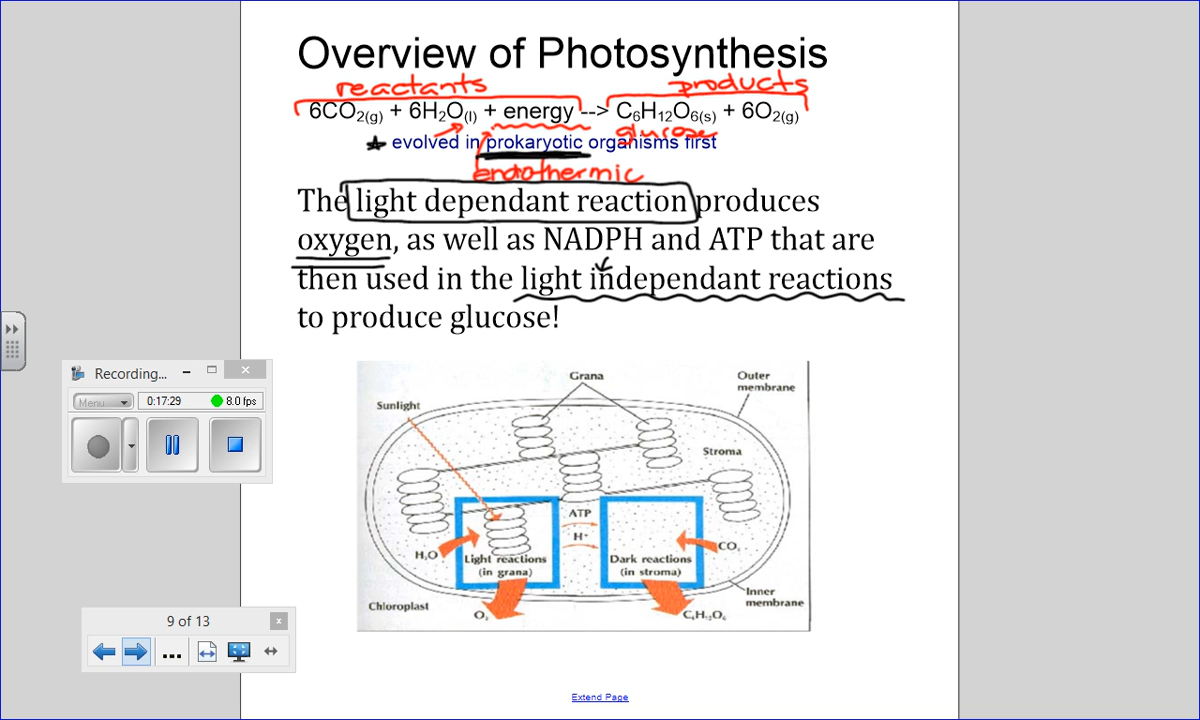 Overview of Photosynthesis
reactants products
6CO2(g) + 6H2O(l) + energy --> C6H12O6(s) + 6O2(g)
glucose
evolved in prokaryotic organisms first
endothermic
The light dependant reaction produces
oxygen, as well as NADPH and ATP that are
then used in the light independant reactions
to produce glucose!
Recording...
Menu 0:17:29 8.0 fps
Grana
Outer
membrane
Sunlight
Stroma
ATP
H+
H2O
CO2
Light reactions
(in grana)
Dark reactions
(in stroma)
Inner
membrane
Chloroplast
O2
C6H12O6
9 of 13
Extend Page